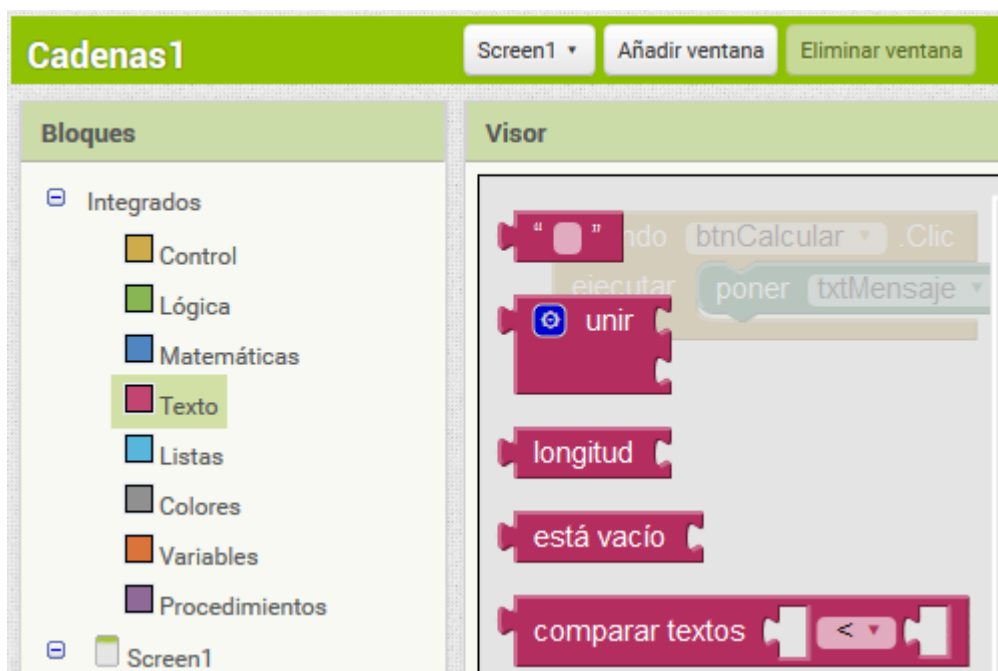 Cadenas1
Screen1 Añadir ventana Eliminar ventana
Bloques
Integrados
Control
Lógica
Matemáticas
Texto
Listas
Colores
Variables
Procedimientos
Screen1
Visor
“ ”
btnCalcular .Clic
ejecutar poner txtMensaje
unir
longitud
está vacío
comparar textos <